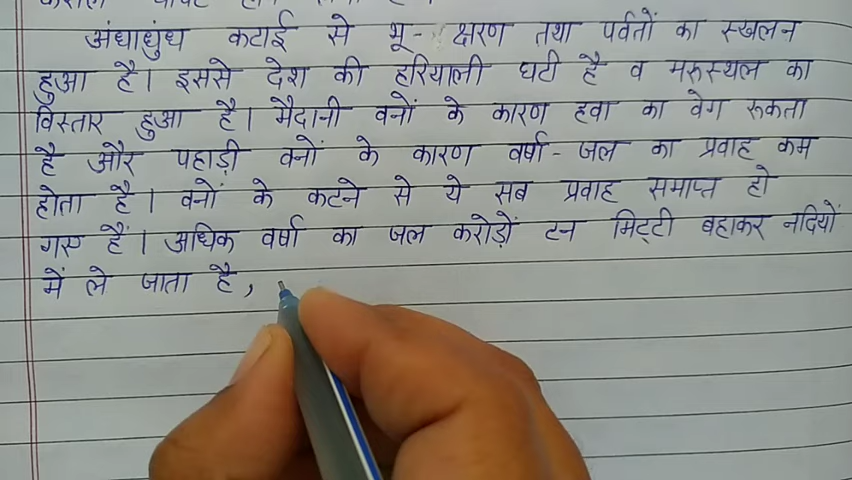 अंधाधुंध कटाई से भू- क्षरण तथा पर्वतों का स्खलन
हुआ है। इससे देश की हरियाली घटी है व मरुस्थल का
विस्तार हुआ है। मैदानी वनों के कारण हवा का वेग रुकता
है और पहाड़ी वनों के कारण वर्षा-जल का प्रवाह कम
होता है। वनों के कटने से ये सब प्रवाह समाप्त हो
गए हैं। अधिक वर्षा का जल करोड़ों टन मिट्टी बहाकर नदियों
में ले जाता है,